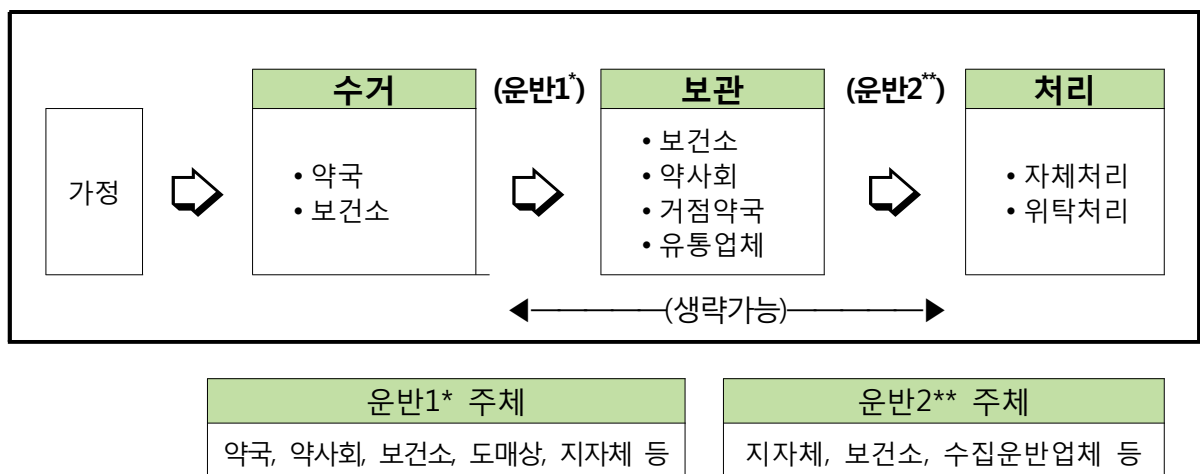 수거 (운반1*) 보관 (운반2**) 처리
가정
• 약국
• 보건소
• 보건소
• 약사회
• 거점약국
• 유통업체
• 자체처리
• 위탁처리
(생략가능)
운반1* 주체
약국, 약사회, 보건소, 도매상, 지자체 등
운반2** 주체
지자체, 보건소, 수집운반업체 등